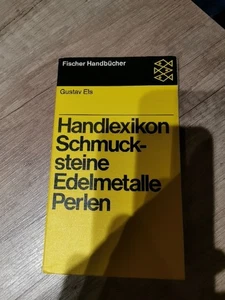 Fischer Handbücher
Gustav Els
Handlexikon
Schmuck-
steine
Edelmetalle
Perlen